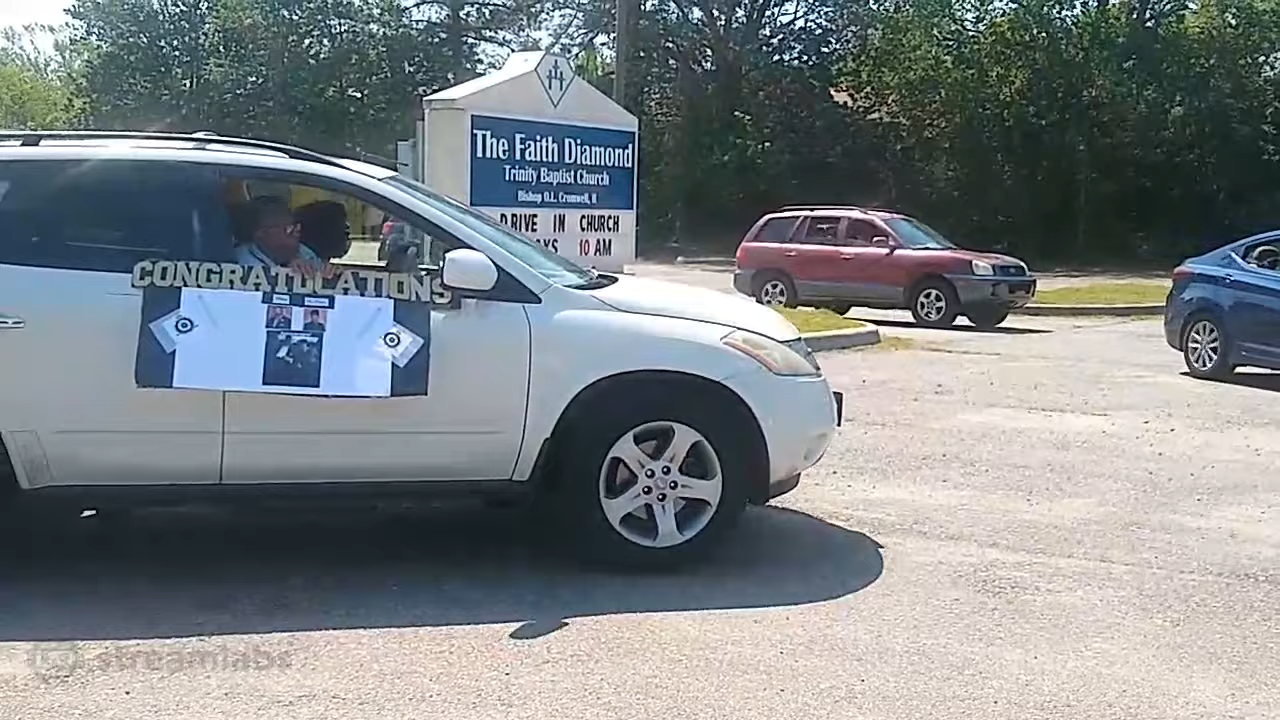 The Faith Diamond
Trinity Baptist Church
Bishop O.L. Cromwell, II
DRIVE IN CHURCH
10 AM
CONGRATULATIONS
streamlabs